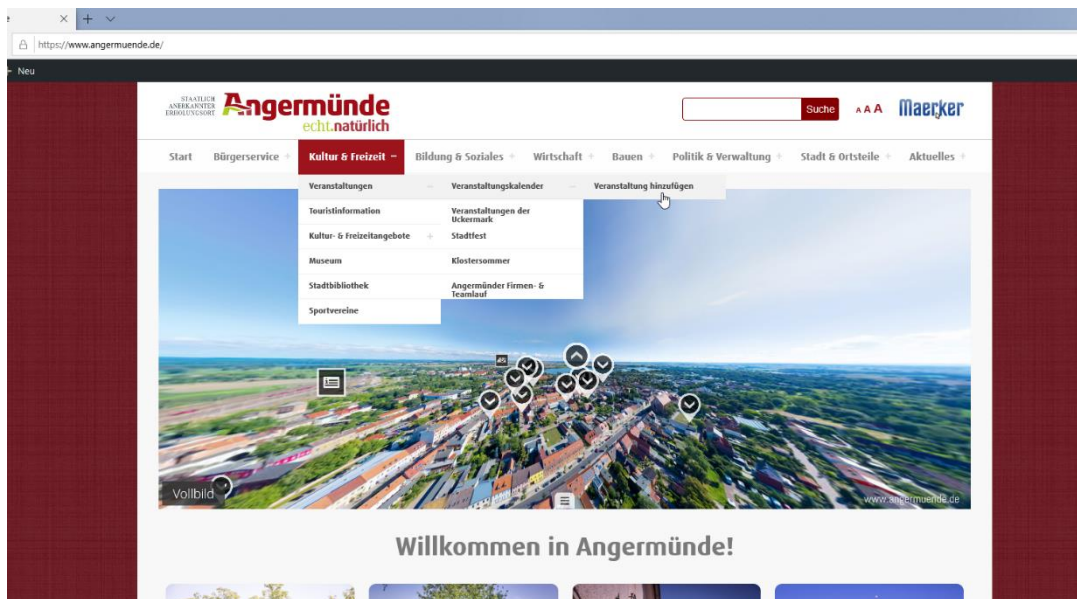 https://www.angermuende.de/
Neu
STAATLICH
ANERKANNTER
ERHOLUNGSORT
Angermünde
echt.natürlich
Suche
A A A
Maerker
Start Bürgerservice + Kultur & Freizeit – Bildung & Soziales + Wirtschaft + Bauen + Politik & Verwaltung + Stadt & Ortsteile + Aktuelles +
Veranstaltungen – Veranstaltungskalender – Veranstaltung hinzufügen
Touristinformation
Veranstaltungen der
Uckermark
Kultur- & Freizeitangebote + Stadtfest
Museum
Klostersommer
Stadtbibliothek
Angermünder Firmen- &
Teamlauf
Sportvereine
Vollbild
www.angermuende.de
Willkommen in Angermünde!